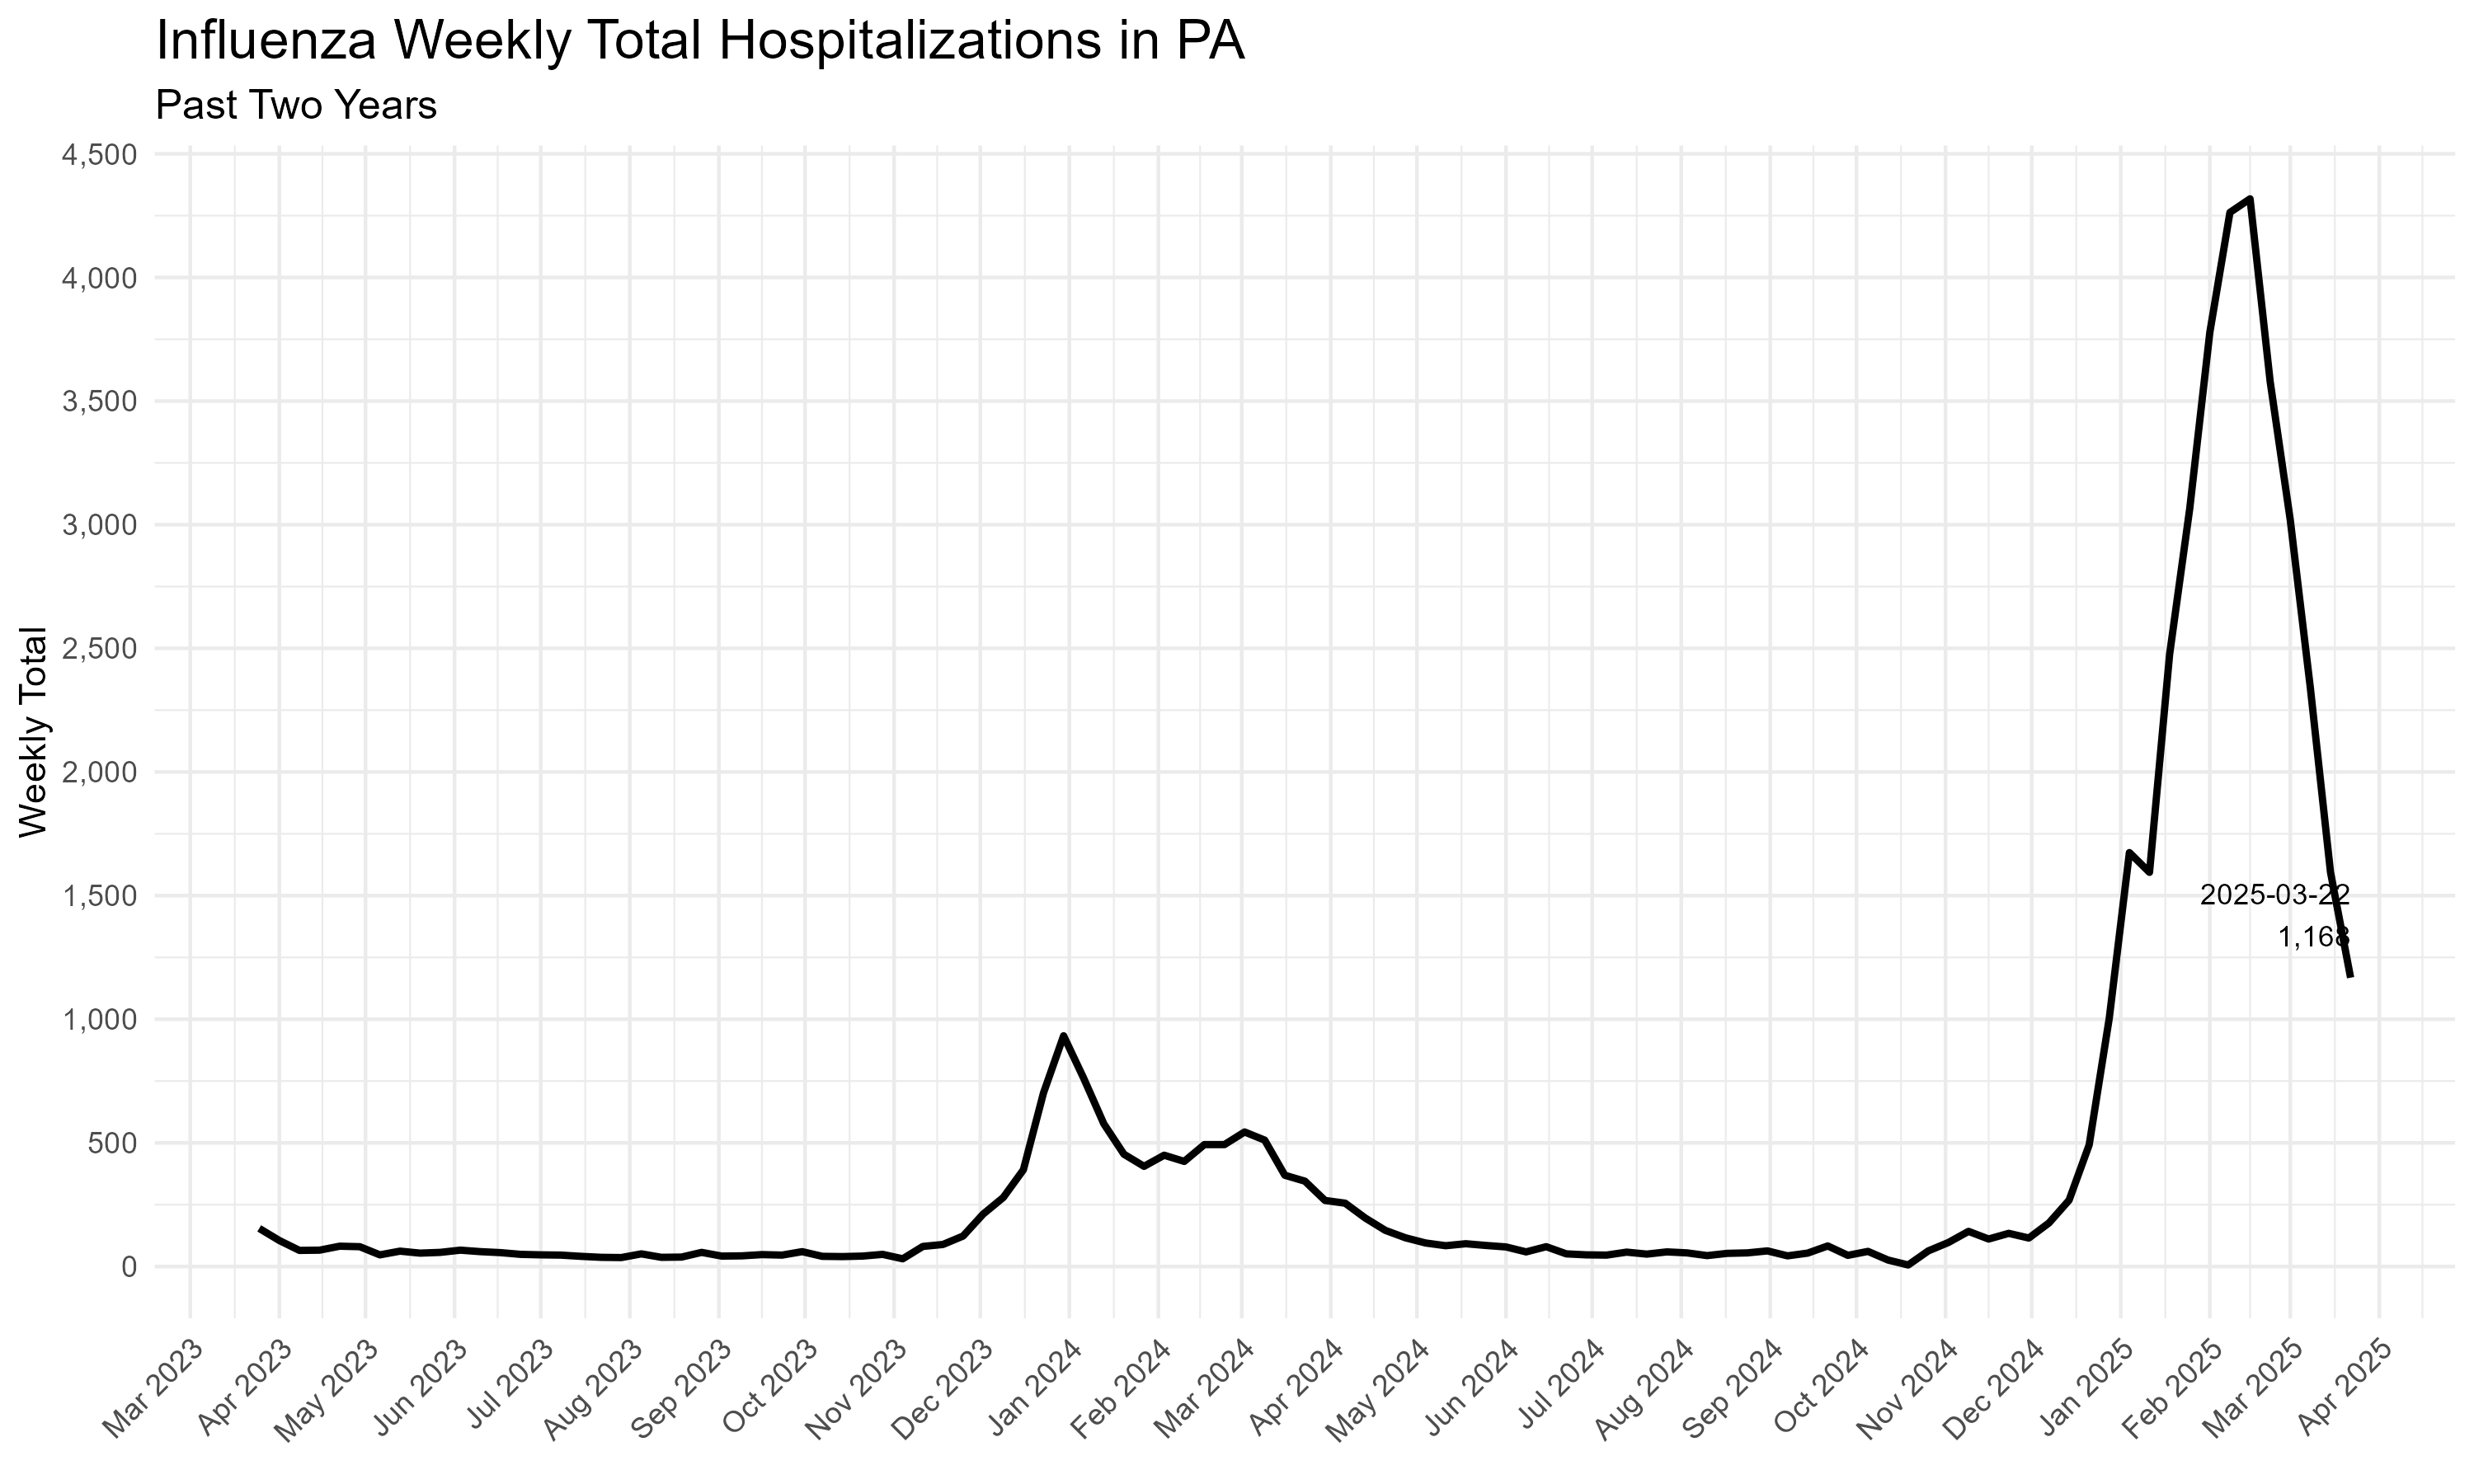 Influenza Weekly Total Hospitalizations in PA
Past Two Years
4,500
4,000
3,500
3,000
2,500
2,000
1,500
1,000
500
0
Weekly Total
2025-03-22
1,168
Mar 2023
Apr 2023
May 2023
Jun 2023
Jul 2023
Aug 2023
Sep 2023
Oct 2023
Nov 2023
Dec 2023
Jan 2024
Feb 2024
Mar 2024
Apr 2024
May 2024
Jun 2024
Jul 2024
Aug 2024
Sep 2024
Oct 2024
Nov 2024
Dec 2024
Jan 2025
Feb 2025
Mar 2025
Apr 2025